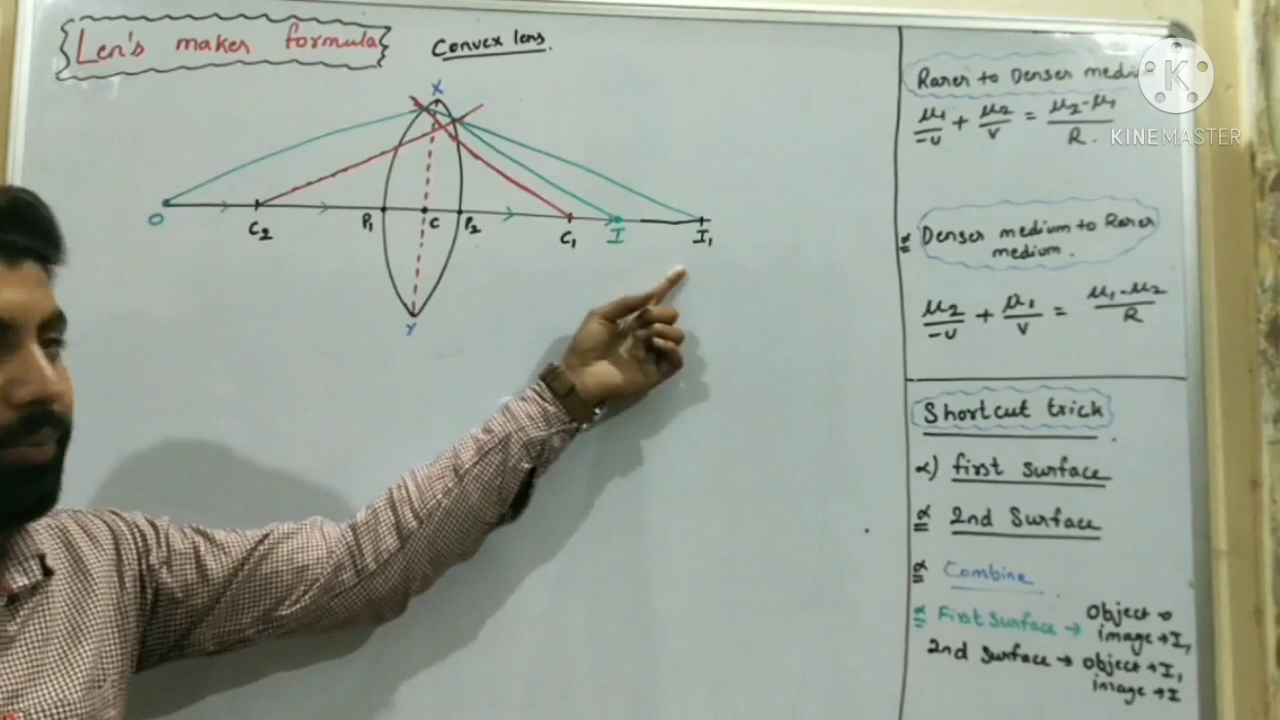 Len's maker formula
Convex lens.
X
O
C2
P1
C
P2
C1
I
I1
Y
Rarer to Denser medium
μ1/-u + μ2/v = μ2-μ1/R.
Denser medium to Rarer
medium.
μ2/-u + μ1/v = μ1-μ2/R
Shortcut trick
α) first surface
2nd Surface
Combine
First surface → Object → O
image → I1
2nd surface → object → I1
image → I
K
KINEMASTER